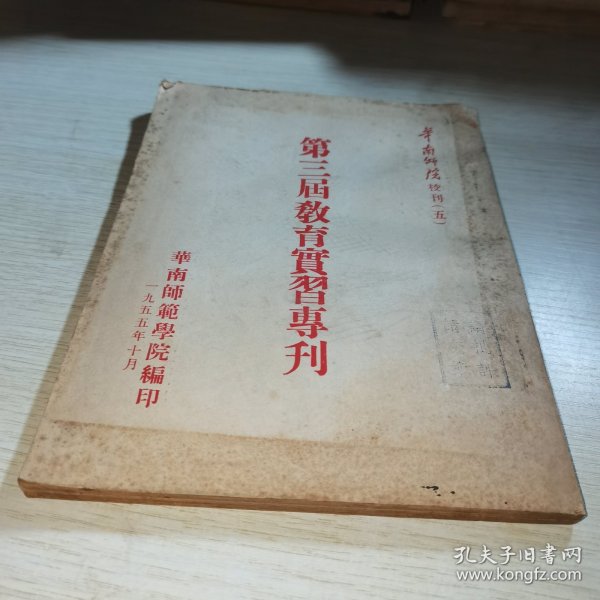 華南師院校刊（五）
第三屆教育實習專刊
華南師範學院編印
一九五五年十月
孔夫子旧书网
www.kongfz.com